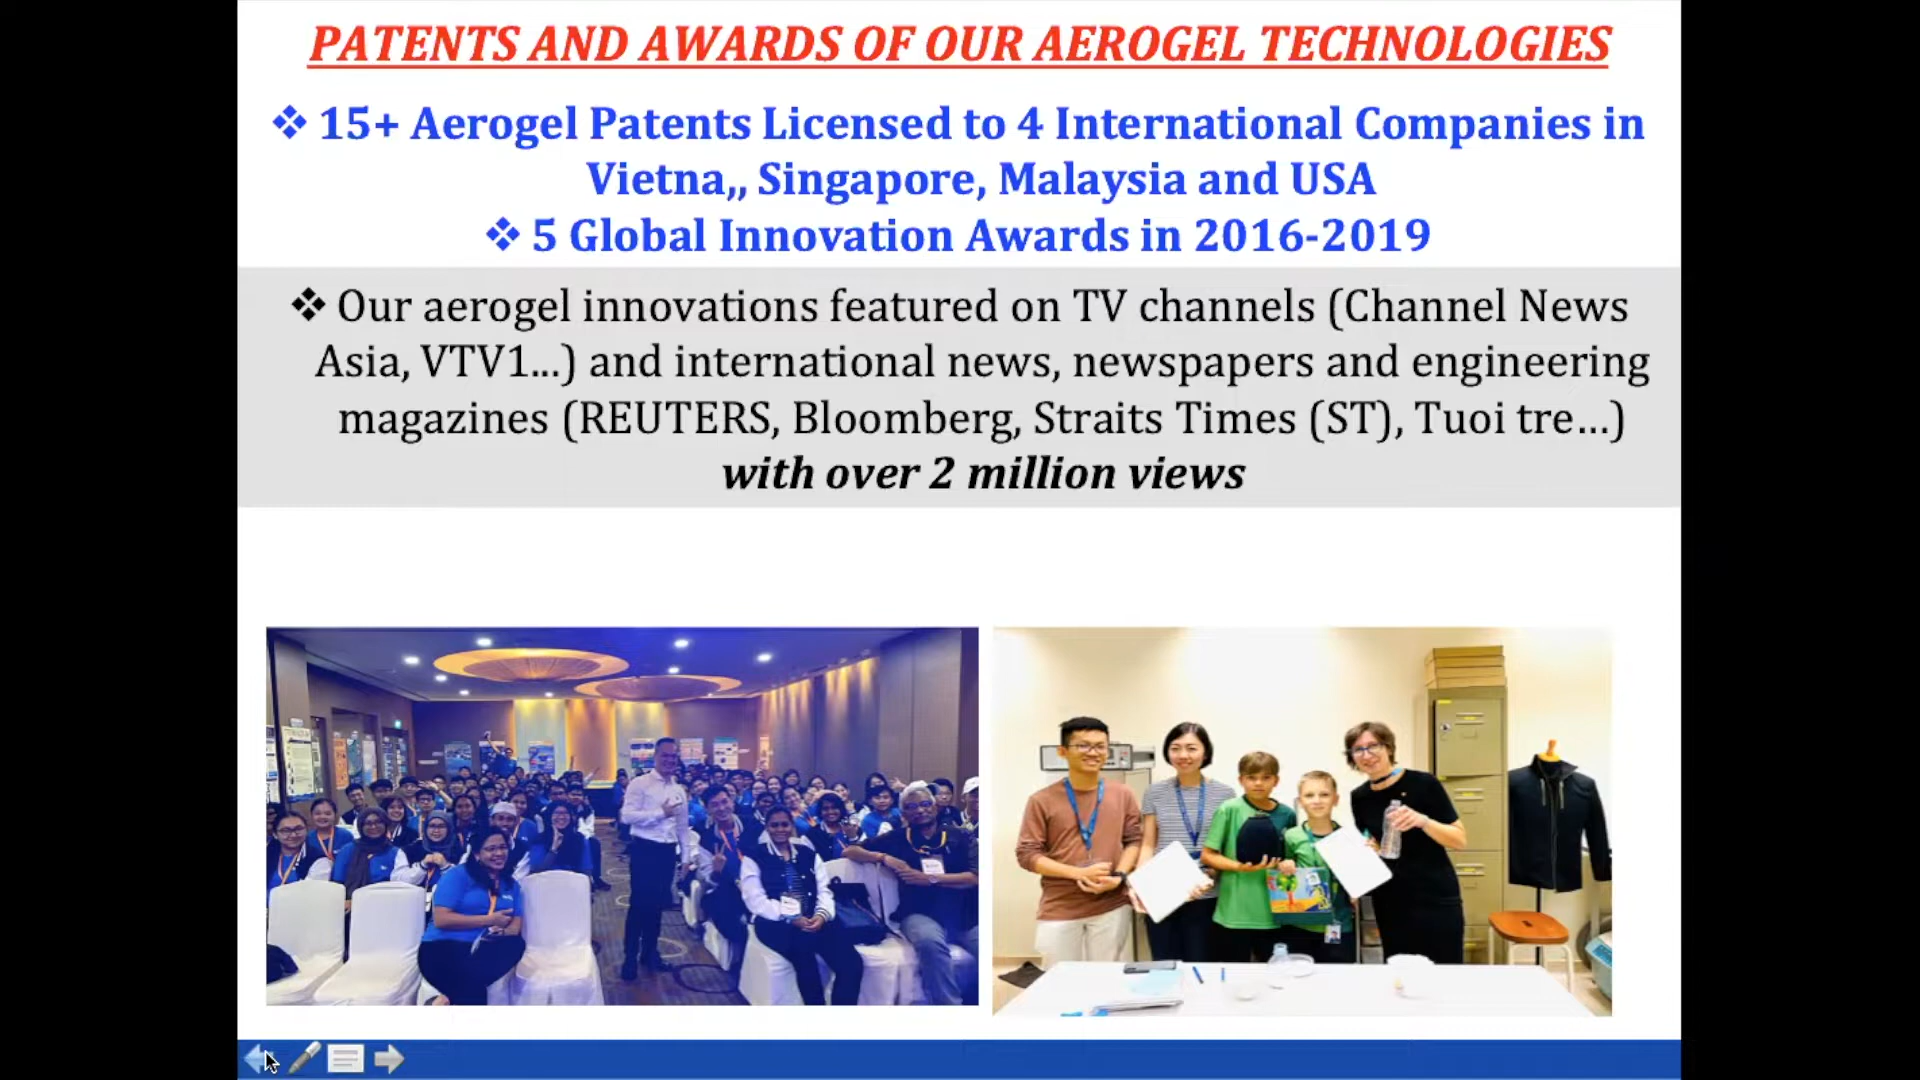 PATENTS AND AWARDS OF OUR AEROGEL TECHNOLOGIES
❖ 15+ Aerogel Patents Licensed to 4 International Companies in
Vietna,, Singapore, Malaysia and USA
❖ 5 Global Innovation Awards in 2016-2019
❖ Our aerogel innovations featured on TV channels (Channel News
Asia, VTV1...) and international news, newspapers and engineering
magazines (REUTERS, Bloomberg, Straits Times (ST), Tuoi tre...)
with over 2 million views